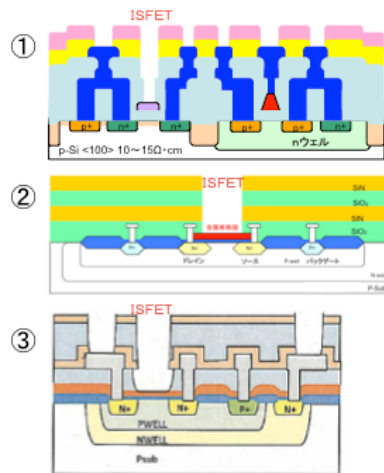 ISFET
①
p+ n+ n+ p+ p+ n+
p-Si <100> 10～15Ω・cm
nウェル
②
ISFET
SiN
SiO₂
SiN
SiO₂
P+ N+ N+ P+
ドレイン ソース P-well バックゲート
N-well
P-Sub
ISFET
③
N+ N+ P+ N+
PWELL
NWELL
Psub